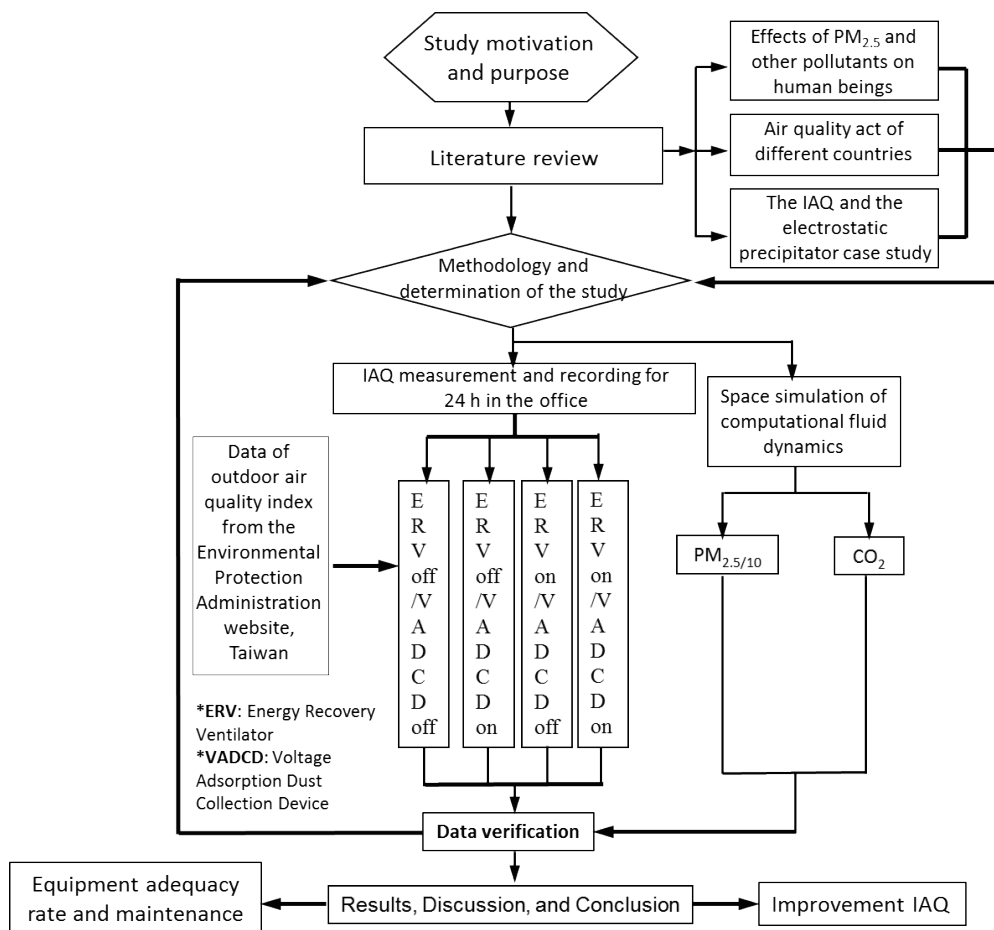 Study motivation
and purpose
Effects of PM2.5 and
other pollutants on
human beings
Literature review
Air quality act of
different countries
The IAQ and the
electrostatic
precipitator case study
Methodology and
determination of the study
IAQ measurement and recording for
24 h in the office
Space simulation of
computational fluid
dynamics
Data of
outdoor air
quality index
from the
Environmental
Protection
Administration
website,
Taiwan
E
R
V
off
/V
A
D
C
D
off
E
R
V
off
/V
A
D
C
D
on
E
R
V
on
/V
A
D
C
D
off
E
R
V
on
/V
A
D
C
D
on
PM2.5/10
CO2
*ERV: Energy Recovery
Ventilator
*VADCD: Voltage
Adsorption Dust
Collection Device
Data verification
Equipment adequacy
rate and maintenance
Results, Discussion, and Conclusion
Improvement IAQ